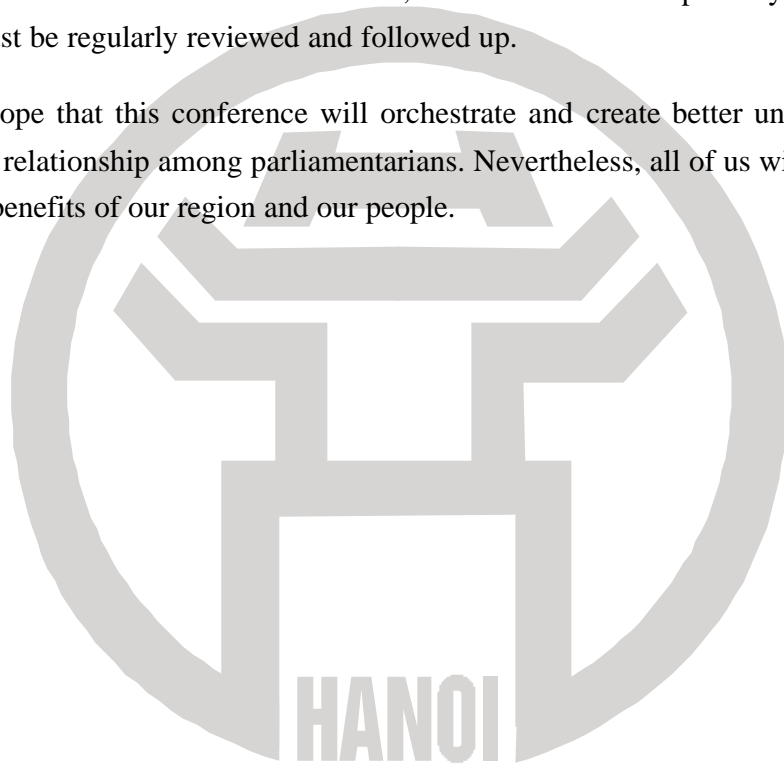 st be regularly reviewed and followed up.
ope that this conference will orchestrate and create better un
relationship among parliamentarians. Nevertheless, all of us wi
benefits of our region and our people.
HANOI